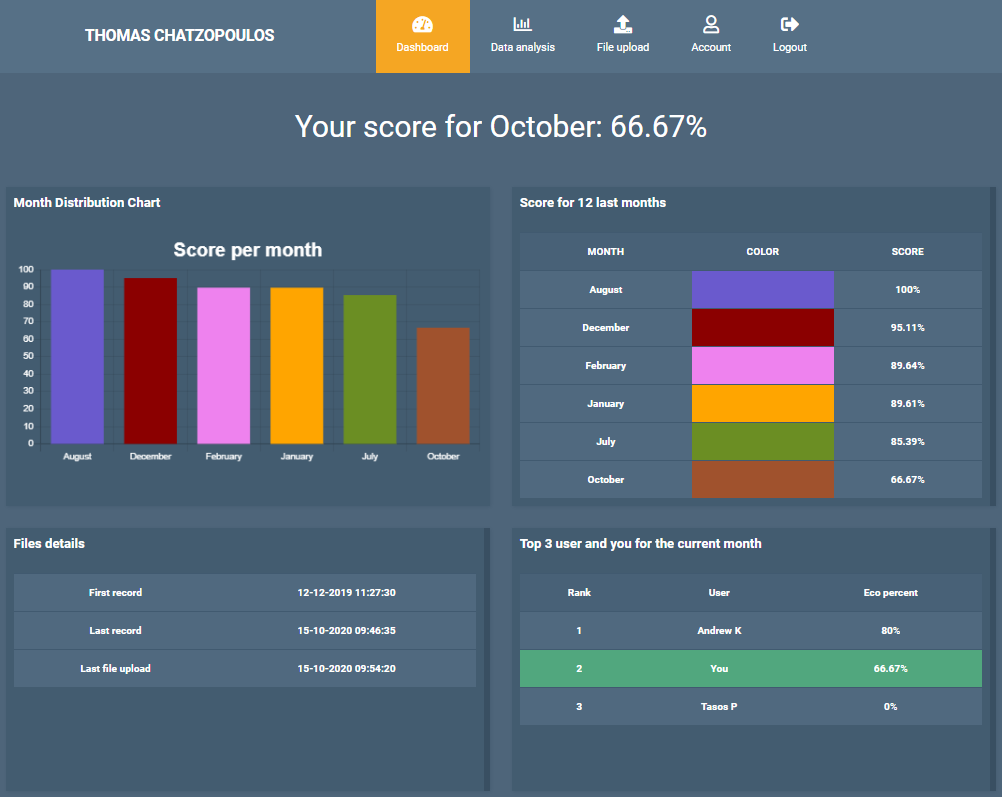 THOMAS CHATZOPOULOS
Dashboard
Data analysis
File upload
Account
Logout
Your score for October: 66.67%
Month Distribution Chart
Score per month
100
90
80
70
60
50
40
30
20
10
0
August December February January July October
Score for 12 last months
MONTH COLOR SCORE
August 100%
December 95.11%
February 89.64%
January 89.61%
July 85.39%
October 66.67%
Files details
First record 12-12-2019 11:27:30
Last record 15-10-2020 09:46:35
Last file upload 15-10-2020 09:54:20
Top 3 user and you for the current month
Rank User Eco percent
1 Andrew K 80%
2 You 66.67%
3 Tasos P 0%